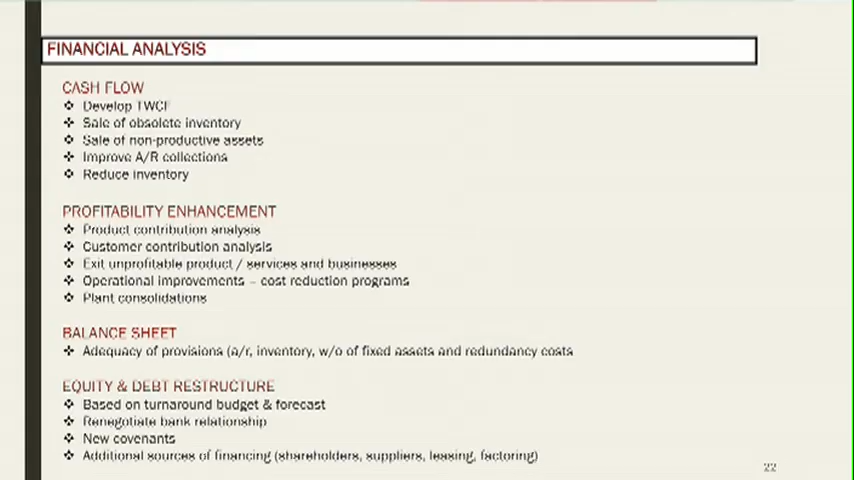 FINANCIAL ANALYSIS
CASH FLOW
❖ Develop TWCF
❖ Sale of obsolete inventory
❖ Sale of non-productive assets
❖ Improve A/R collections
❖ Reduce inventory
PROFITABILITY ENHANCEMENT
❖ Product contribution analysis
❖ Customer contribution analysis
❖ Exit unprofitable product / services and businesses
❖ Operational improvements – cost reduction programs
❖ Plant consolidations
BALANCE SHEET
❖ Adequacy of provisions (a/r, inventory, w/o of fixed assets and redundancy costs
EQUITY & DEBT RESTRUCTURE
❖ Based on turnaround budget & forecast
❖ Renegotiate bank relationship
❖ New covenants
❖ Additional sources of financing (shareholders, suppliers, leasing, factoring)
22